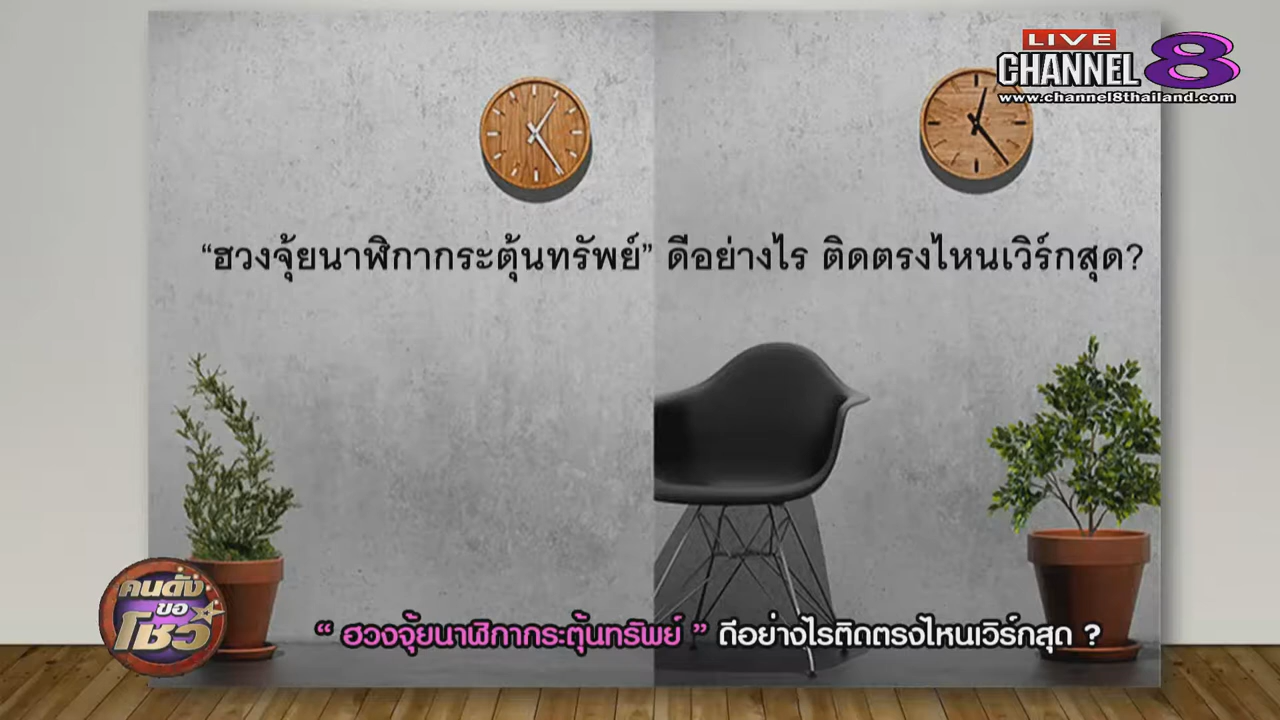 LIVE
CHANNEL 8
www.channel8thailand.com
“ฮวงจุ้ยนาฬิกากระตุ้นทรัพย์” ดีอย่างไร ติดตรงไหนเวิร์กสุด?
คนดัง
ขอ
โชว์
“ ฮวงจุ้ยนาฬิกากระตุ้นทรัพย์ ” ดีอย่างไรติดตรงไหนเวิร์กสุด ?